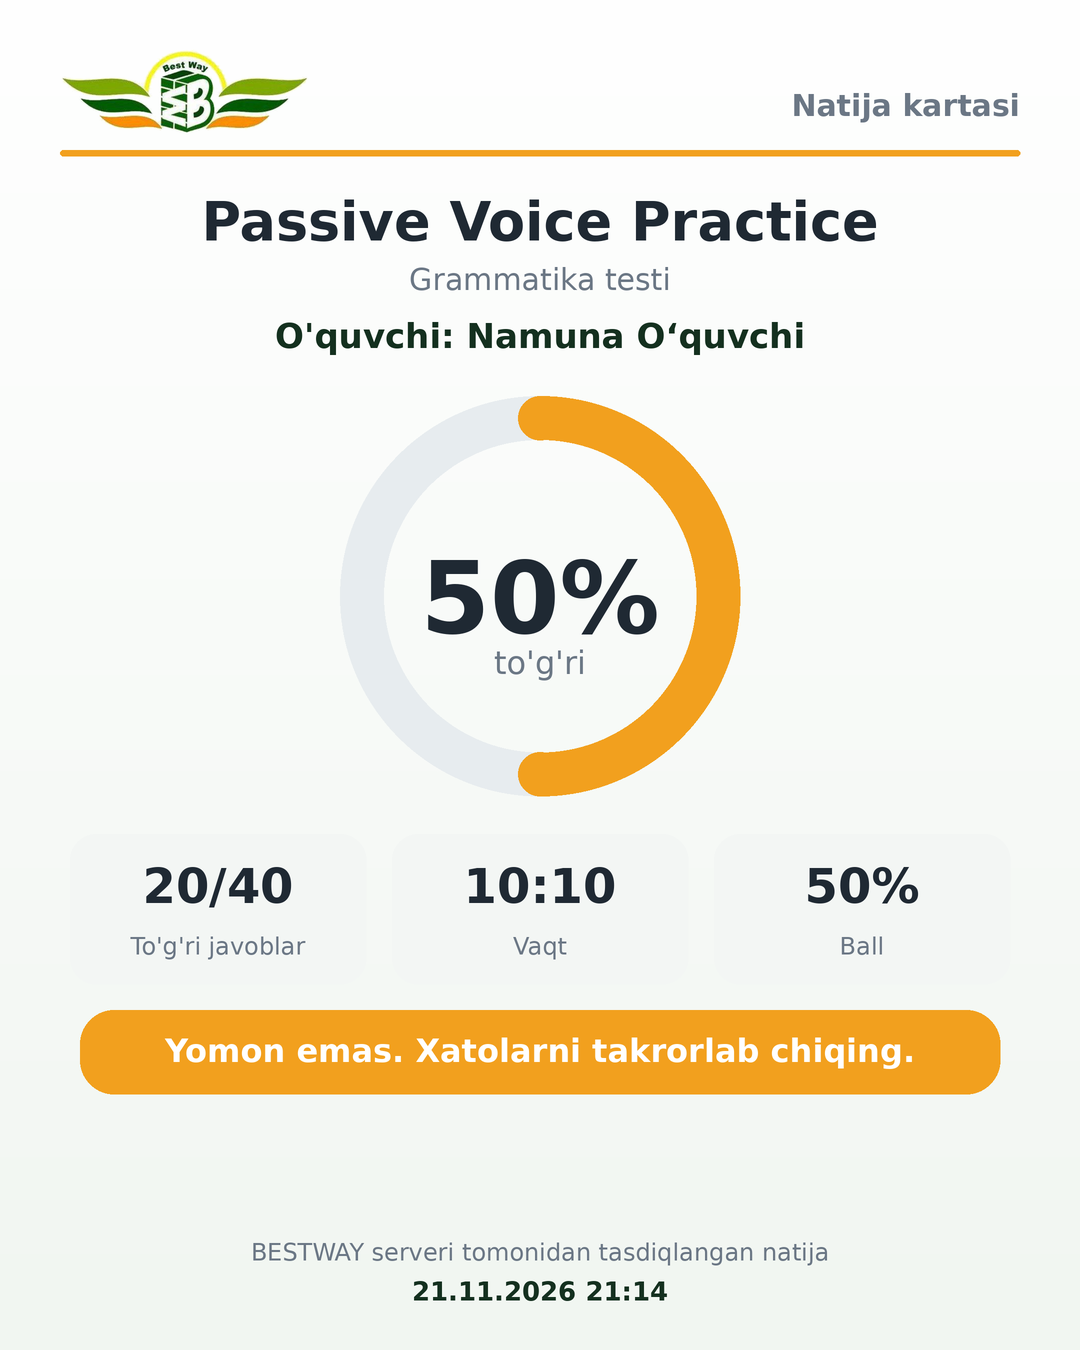 Best Way
Natija kartasi
Passive Voice Practice
Grammatika testi
O'quvchi: Namuna O‘quvchi
50%
to'g'ri
20/40
10:10
50%
To'g'ri javoblar
Vaqt
Ball
Yomon emas. Xatolarni takrorlab chiqing.
BESTWAY serveri tomonidan tasdiqlangan natija
21.11.2026 21:14